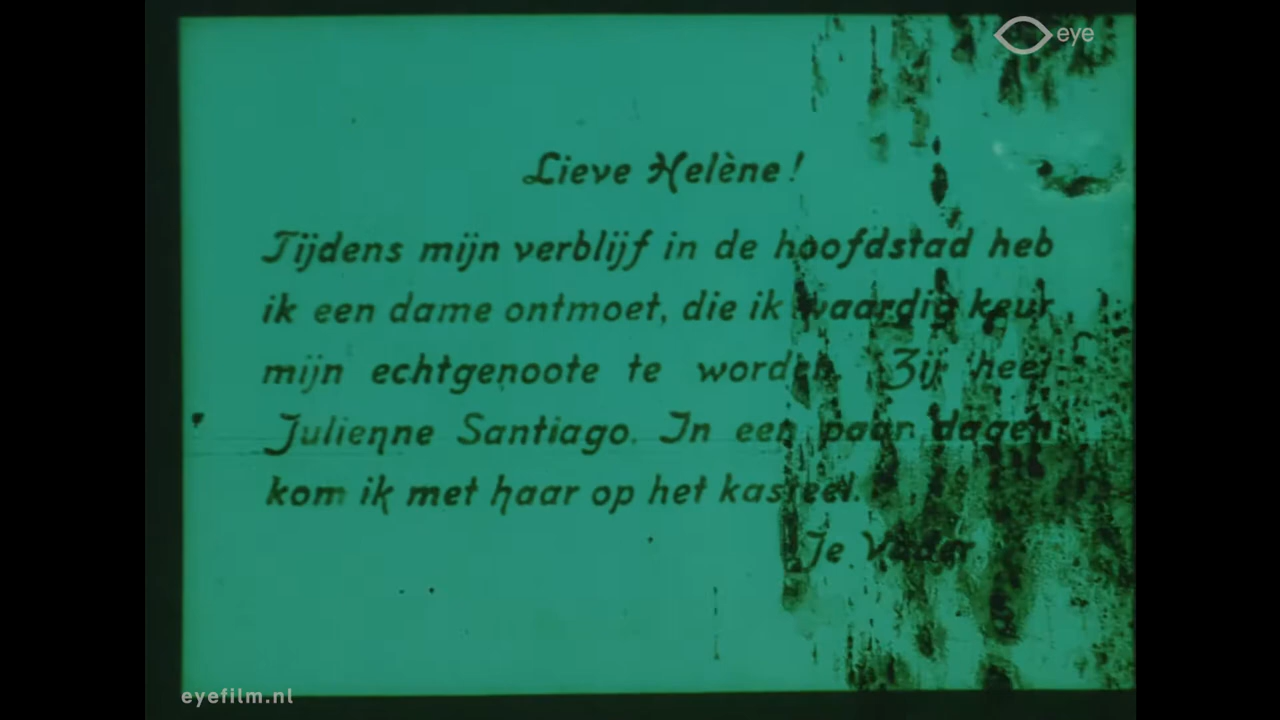 eye
Lieve Helène!
Tijdens mijn verblijf in de hoofdstad heb
ik een dame ontmoet, die ik waardig keur
mijn echtgenoote te worden. Zij heet
Julienne Santiago. In een paar dagen
kom ik met haar op het kasteel.
Je Vader
eyefilm.nl